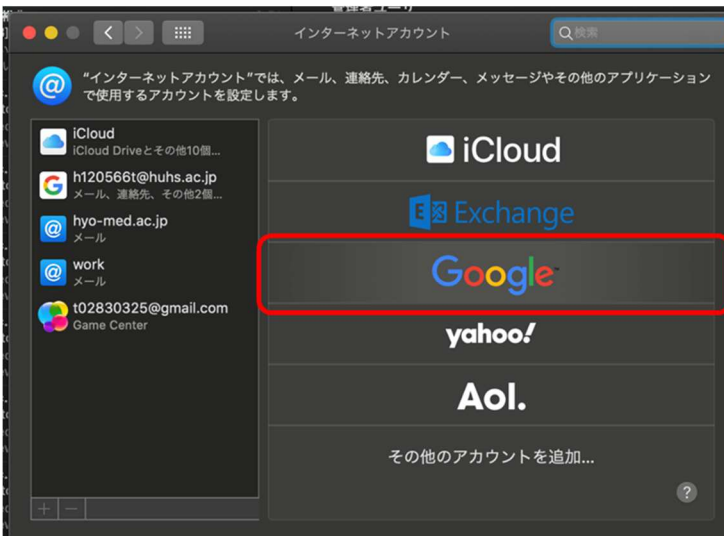 インターネットアカウント
検索
"インターネットアカウント"では、メール、連絡先、カレンダー、メッセージやその他のアプリケーション
で使用するアカウントを設定します。
iCloud
iCloud Driveとその他10個...
h120566t@huhs.ac.jp
メール、連絡先、その他2個...
hyo-med.ac.jp
メール
work
メール
t02830325@gmail.com
Game Center
iCloud
Exchange
Google
yahoo!
Aol.
その他のアカウントを追加...
?